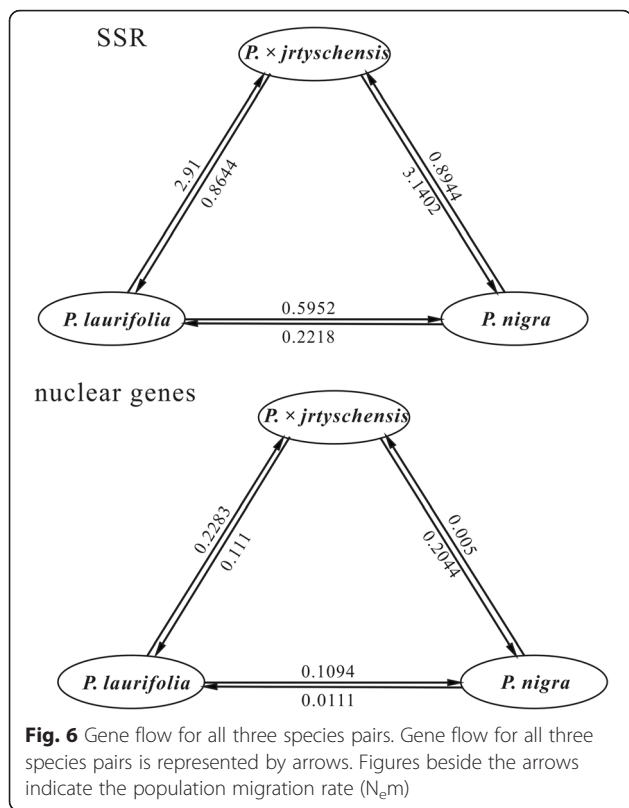 SSR
P. × jrtyschensis
2.91
0.8644
0.8944
3.1402
P. laurifolia
0.5952
0.2218
P. nigra
nuclear genes
P. × jrtyschensis
0.2283
0.111
0.005
0.2044
P. laurifolia
0.1094
0.0111
P. nigra
Fig. 6 Gene flow for all three species pairs. Gene flow for all three
species pairs is represented by arrows. Figures beside the arrows
indicate the population migration rate (Nₑm)